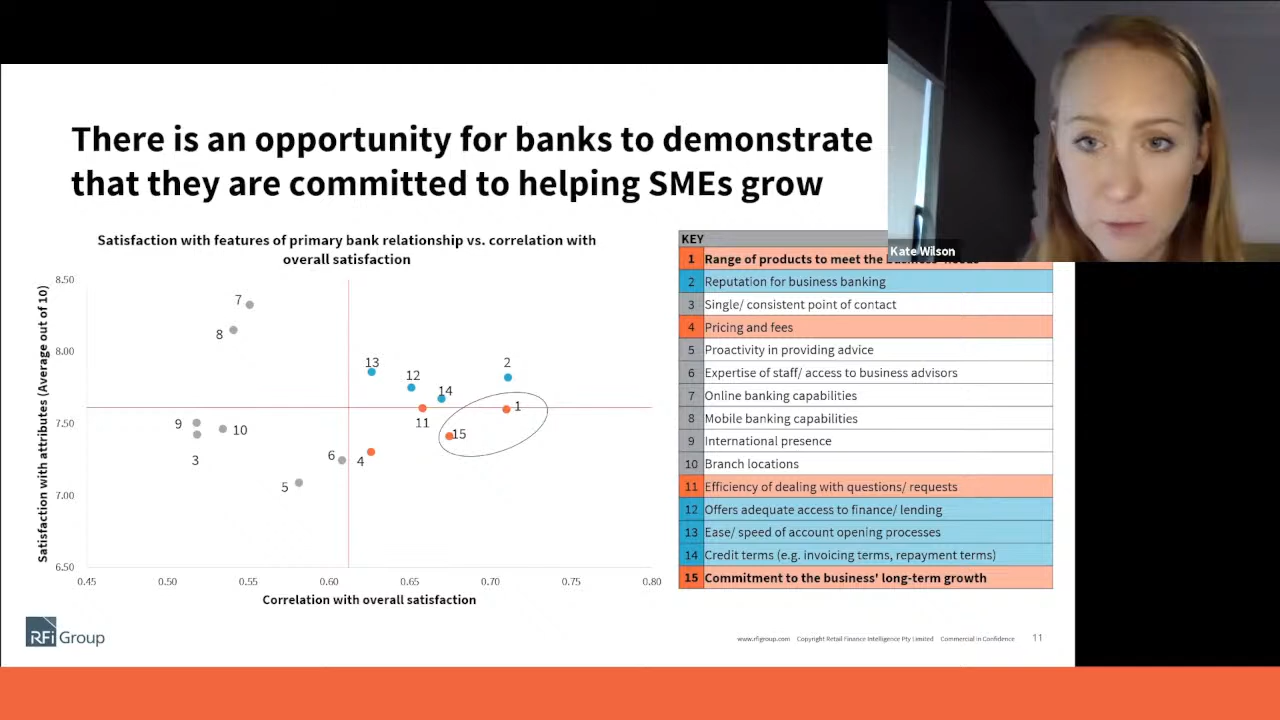 There is an opportunity for banks to demonstrate
that they are committed to helping SMEs grow
Kate Wilson
Satisfaction with features of primary bank relationship vs. correlation with
overall satisfaction
Satisfaction with attributes (Average out of 10)
8.50
8.00
7.50
7.00
6.50
0.45
0.50
0.55
0.60
0.65
0.70
0.75
0.80
Correlation with overall satisfaction
7
8
13
12
2
14
1
11
15
9
10
3
6
4
5
KEY
1 Range of products to meet the
2 Reputation for business banking
3 Single/ consistent point of contact
4 Pricing and fees
5 Proactivity in providing advice
6 Expertise of staff/ access to business advisors
7 Online banking capabilities
8 Mobile banking capabilities
9 International presence
10 Branch locations
11 Efficiency of dealing with questions/ requests
12 Offers adequate access to finance/ lending
13 Ease/ speed of account opening processes
14 Credit terms (e.g. invoicing terms, repayment terms)
15 Commitment to the business' long-term growth
RFi Group
www.rfigroup.com Copyright Retail Finance Intelligence Pty Limited Commercial in Confidence 11